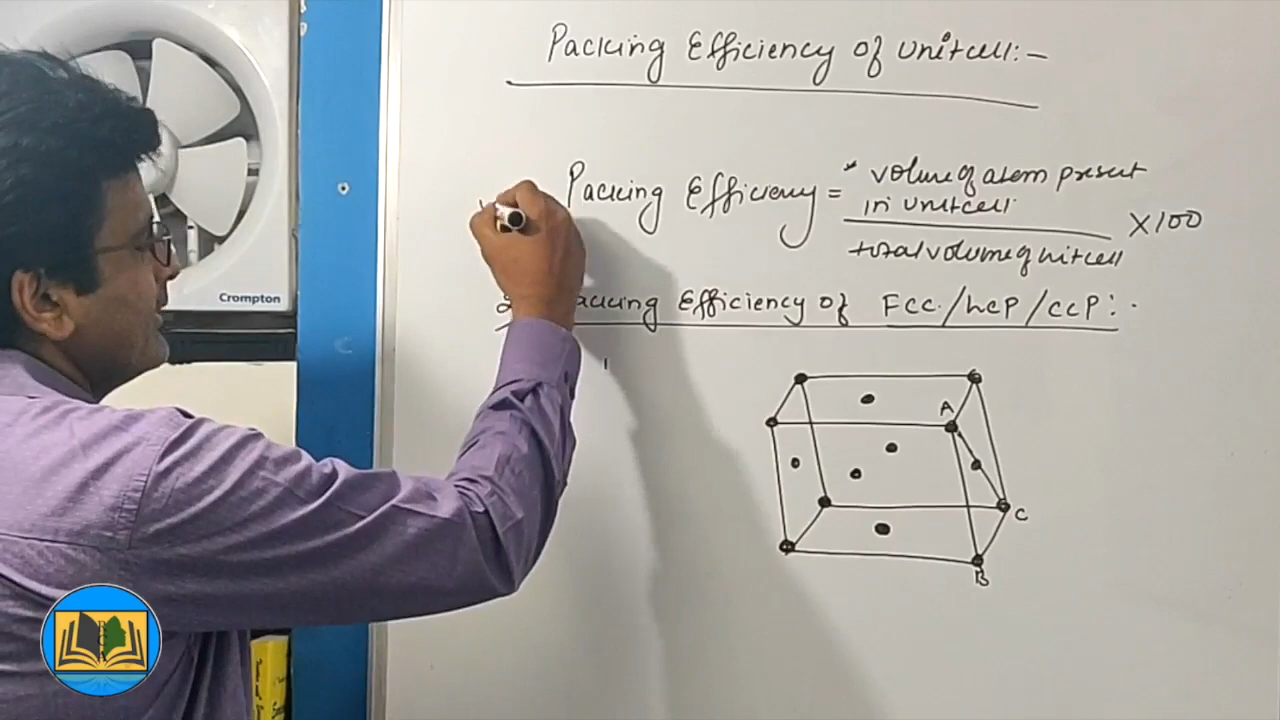 Packing Efficiency of unitcell:-
Packing Efficiency = volume of atom present
in unitcell
X100
total volume of unitcell
Packing Efficiency of Fcc/hcp/ccp:-
A
C
B
Crompton